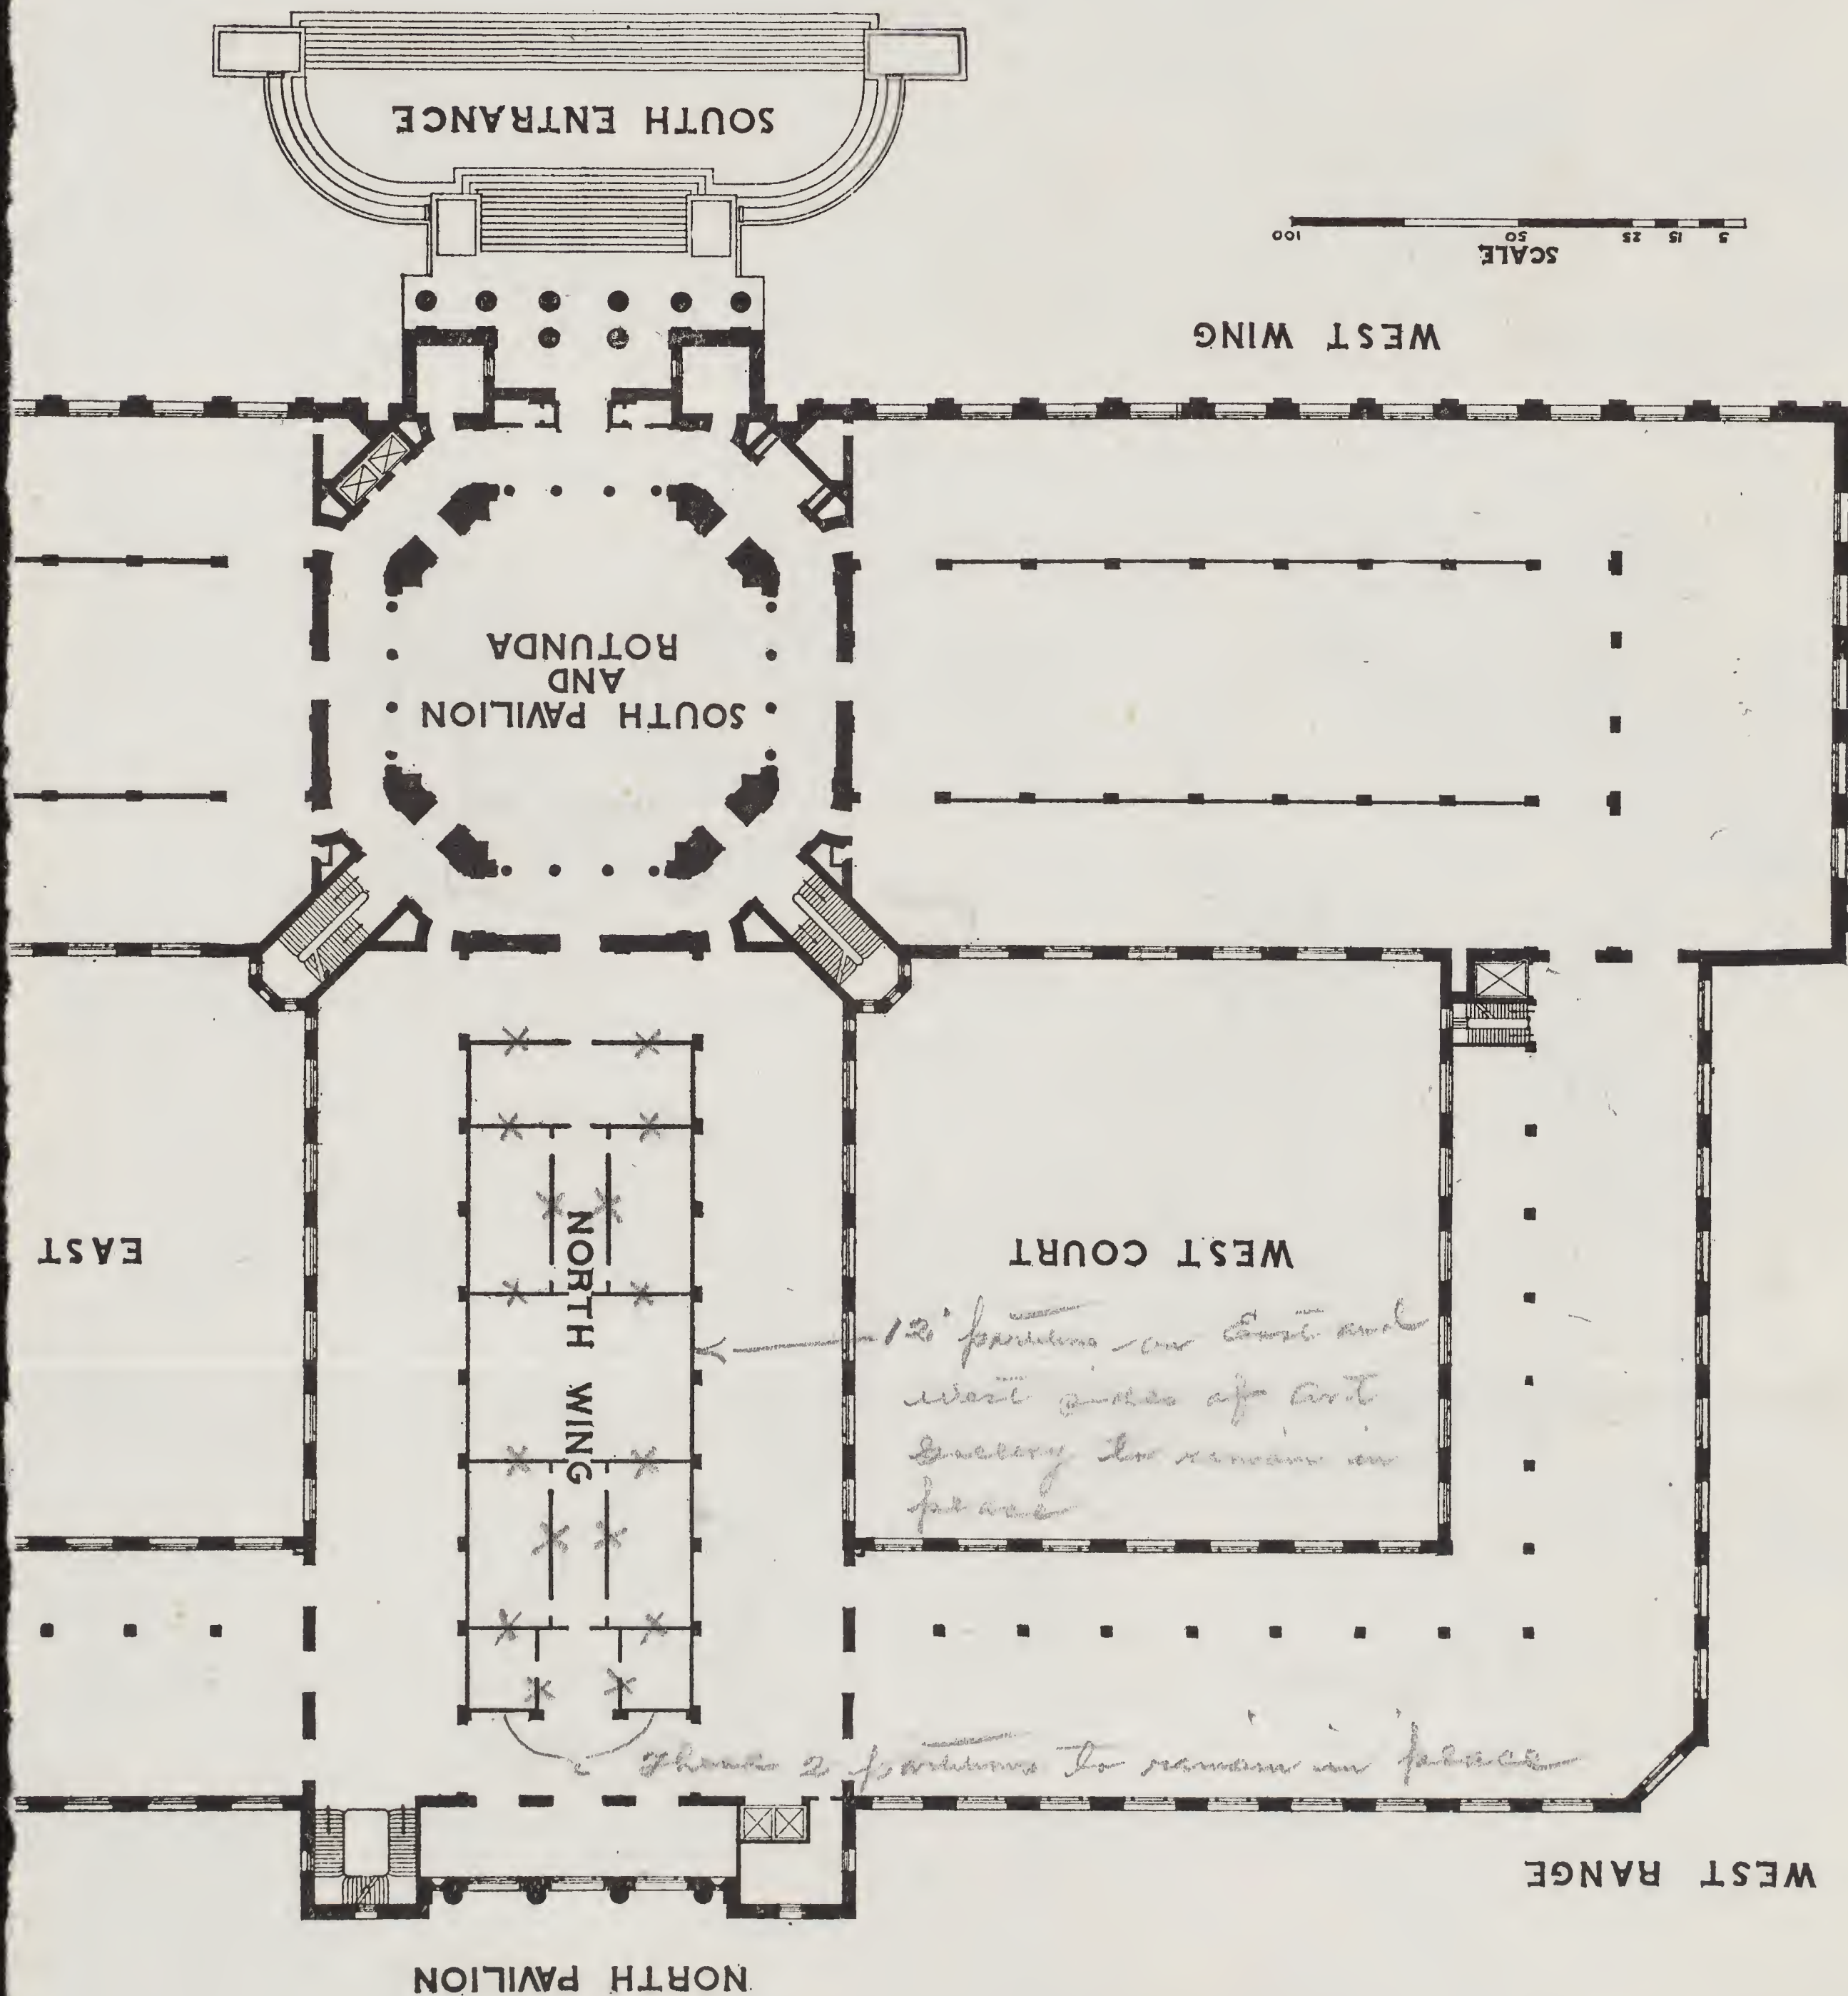 SOUTH ENTRANCE
SCALE
5 15 25 50 100
WEST WING
SOUTH PAVILION
AND
ROTUNDA
EAST
NORTH WING
WEST COURT
12' partitions on East and
west sides of Art
Gallery to remain in
place
These 2 partitions to remain in place
WEST RANGE
NORTH PAVILION